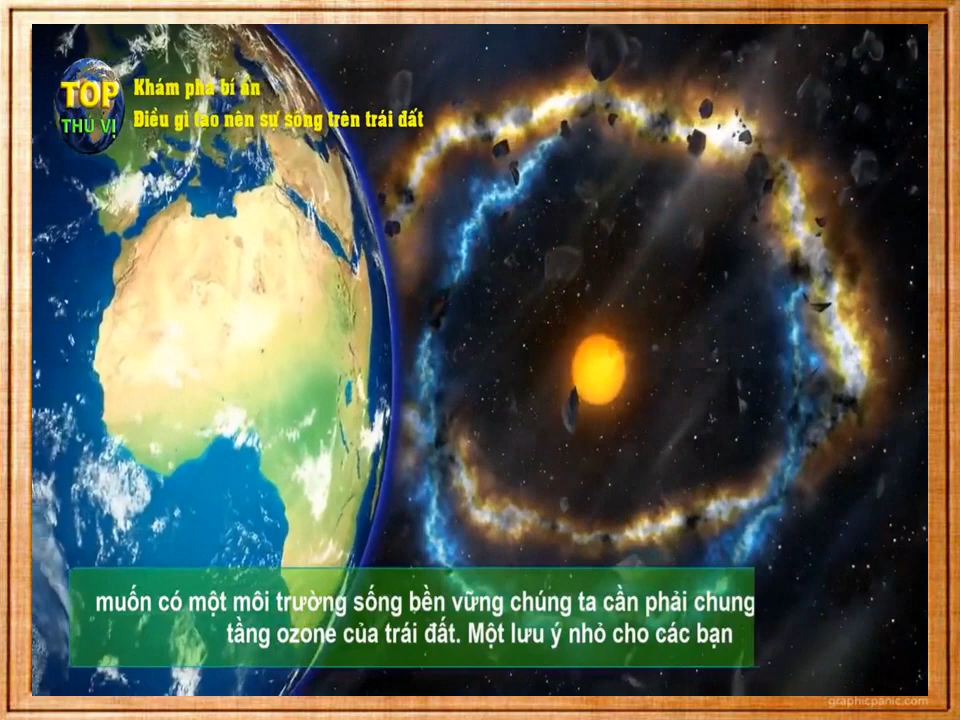 TOP
THÚ VỊ
Khám phá bí ẩn
Điều gì tạo nên sự sống trên trái đất
muốn có một môi trường sống bền vững chúng ta cần phải chung
tầng ozone của trái đất. Một lưu ý nhỏ cho các bạn
graphicpanic.com